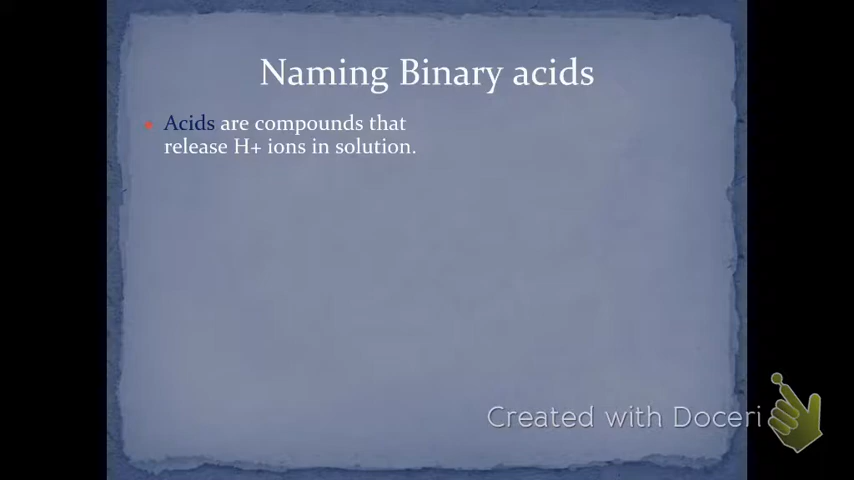 Naming Binary acids
Acids are compounds that
release H+ ions in solution.
Created with Doceri